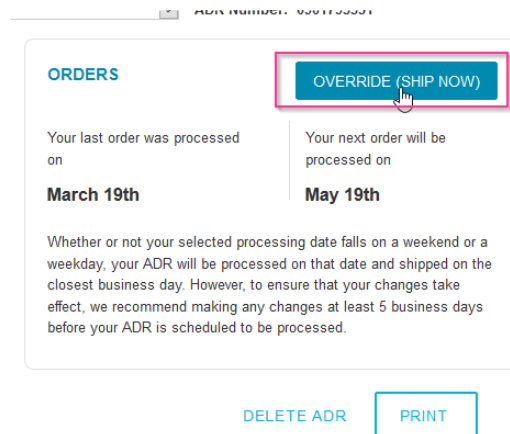 ADR Number:
ORDERS
OVERRIDE (SHIP NOW)
Your last order was processed
on
March 19th
Your next order will be
processed on
May 19th
Whether or not your selected processing date falls on a weekend or a
weekday, your ADR will be processed on that date and shipped on the
closest business day. However, to ensure that your changes take
effect, we recommend making any changes at least 5 business days
before your ADR is scheduled to be processed.
DELETE ADR
PRINT